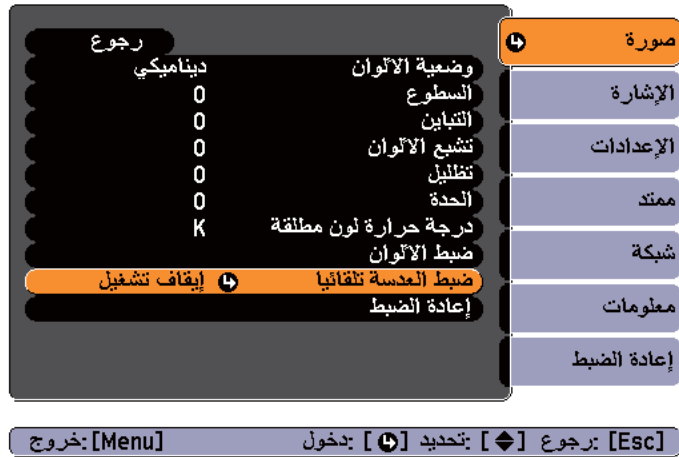 رجوع
وضعية الألوان ديناميكي
السطوع 0
التباين 0
تشبع الألوان 0
تظليل 0
الحدة 0
درجة حرارة لون مطلقة K
ضبط الألوان
ضبط العدسة تلقائيا إيقاف تشغيل
إعادة الضبط
صورة
الإشارة
الإعدادات
ممتد
شبكة
معلومات
إعادة الضبط
[Esc] :رجوع [ ] :تحديد [ ] :دخول [Menu] :خروج